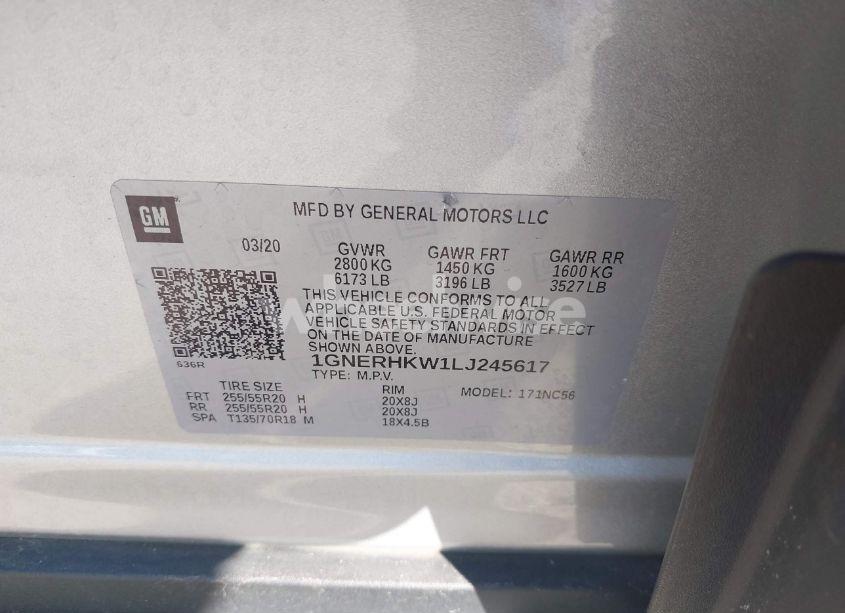 GM
MFD BY GENERAL MOTORS LLC
03/20
GVWR GAWR FRT GAWR RR
2800 KG 1450 KG 1600 KG
6173 LB 3196 LB 3527 LB
THIS VEHICLE CONFORMS TO ALL
APPLICABLE U.S. FEDERAL MOTOR
VEHICLE SAFETY STANDARDS IN EFFECT
ON THE DATE OF MANUFACTURE
SHOWN ABOVE.
636R
1GNERHKW1LJ245617
TYPE: M.P.V.
MODEL: 171NC56
TIRE SIZE RIM
FRT 255/55R20 H 20X8J
RR 255/55R20 H 20X8J
SPA T135/70R18 M 18X4.5B